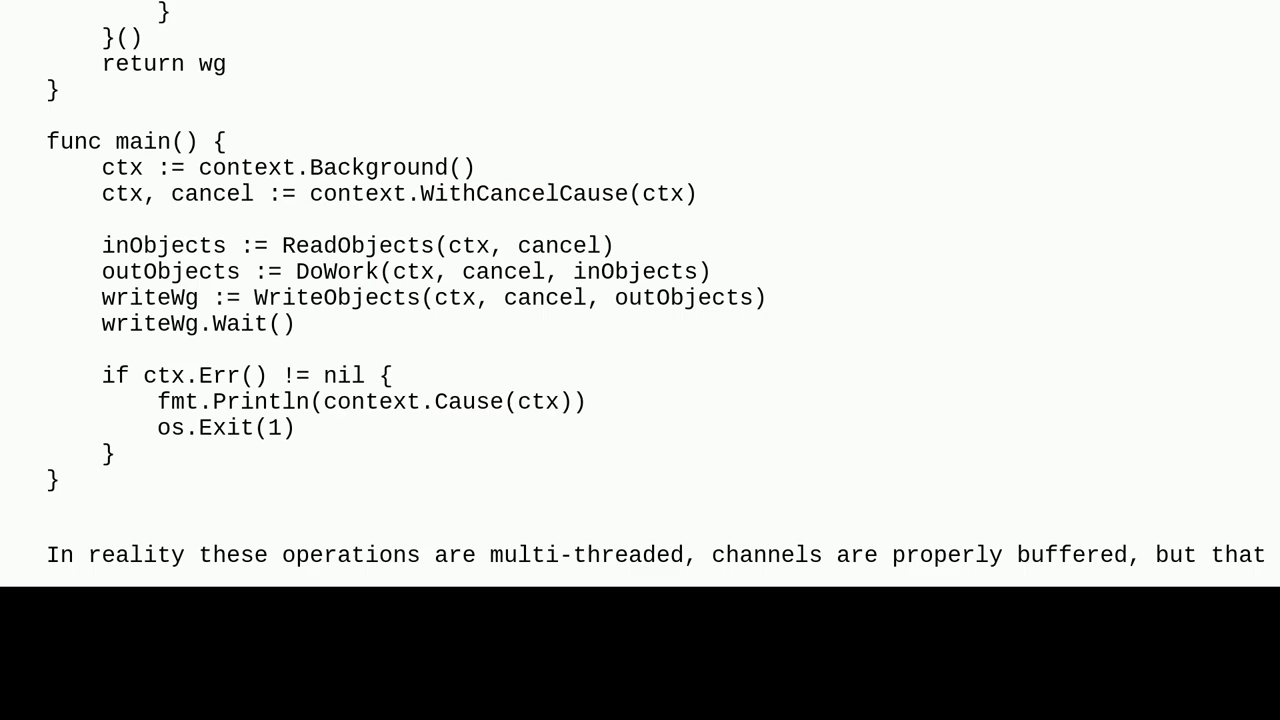 }
    }()
    return wg
}

func main() {
    ctx := context.Background()
    ctx, cancel := context.WithCancelCause(ctx)

    inObjects := ReadObjects(ctx, cancel)
    outObjects := DoWork(ctx, cancel, inObjects)
    writeWg := WriteObjects(ctx, cancel, outObjects)
    writeWg.Wait()

    if ctx.Err() != nil {
        fmt.Println(context.Cause(ctx))
        os.Exit(1)
    }
}

In reality these operations are multi-threaded, channels are properly buffered, but that